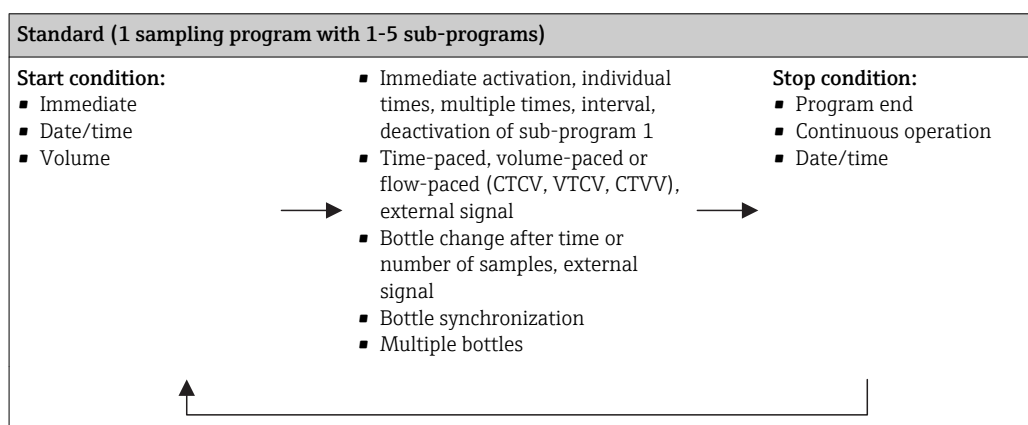 Standard (1 sampling program with 1-5 sub-programs)
Start condition:
▪ Immediate
▪ Date/time
▪ Volume
▪ Immediate activation, individual
times, multiple times, interval,
deactivation of sub-program 1
▪ Time-paced, volume-paced or
flow-paced (CTCV, VTCV, CTVV),
external signal
▪ Bottle change after time or
number of samples, external
signal
▪ Bottle synchronization
▪ Multiple bottles
Stop condition:
▪ Program end
▪ Continuous operation
▪ Date/time